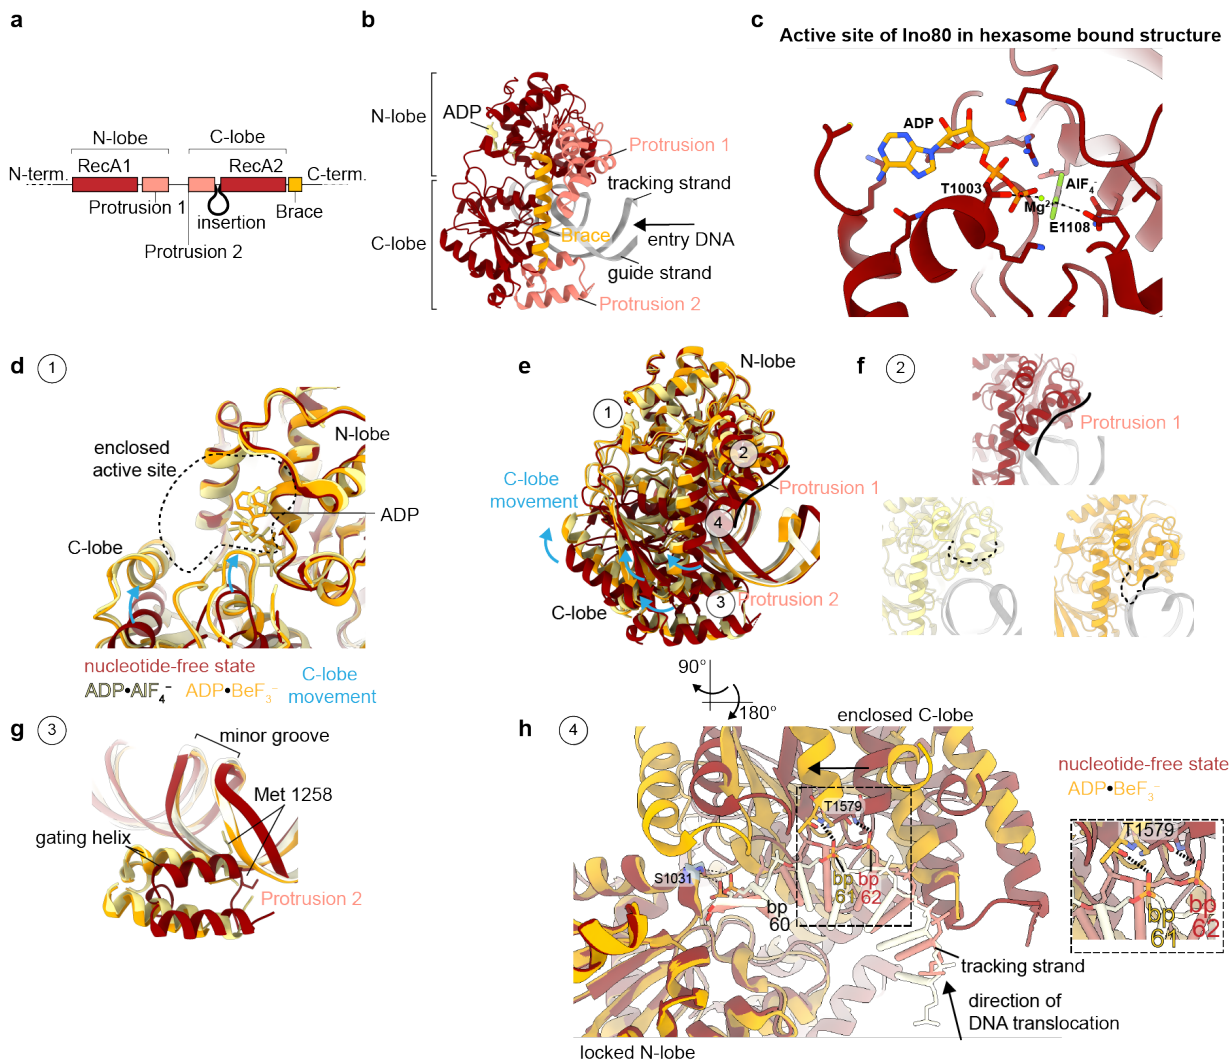 a
N-lobe
C-lobe
RecA1
RecA2
N-term.
C-term.
Protrusion 1
insertion
Brace
Protrusion 2
b
N-lobe
ADP
Protrusion 1
tracking strand
C-lobe
Brace
entry DNA
guide strand
Protrusion 2
c
Active site of Ino80 in hexasome bound structure
ADP
T1003
AlF4-
Mg2+
E1108
d
1
enclosed
active site
N-lobe
ADP
C-lobe
nucleotide-free state
ADP•AlF4−
ADP•BeF3−
C-lobe
movement
e
N-lobe
1
2
C-lobe
movement
Protrusion 1
4
3
Protrusion 2
C-lobe
90°
180°
f
2
Protrusion 1
g
3
minor groove
Met 1258
gating helix
Protrusion 2
h
4
enclosed C-lobe
T1579
S1031
bp
60
bp
61
bp
62
tracking strand
direction of
DNA translocation
locked N-lobe
nucleotide-free state
ADP•BeF3−
T1579
bp
61
bp
62